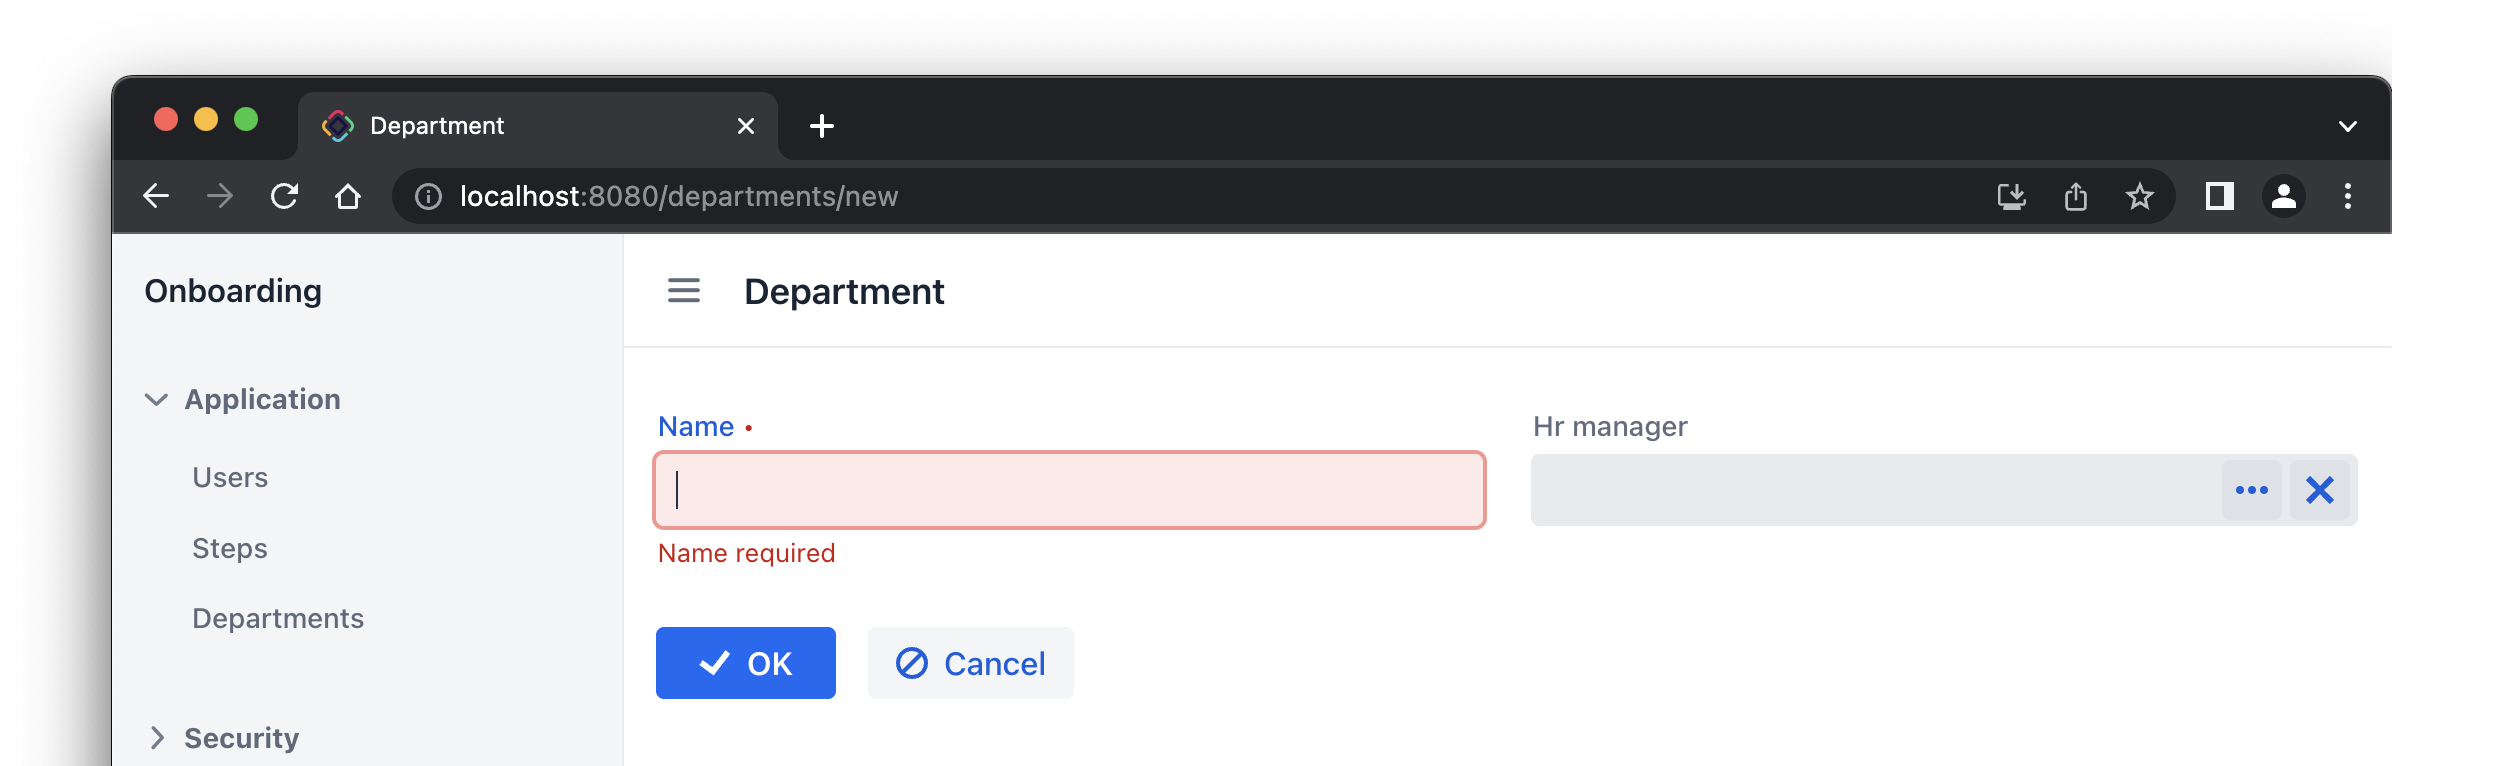 Department
localhost:8080/departments/new
Onboarding
Department
Application
Users
Steps
Departments
Security
Name •
Hr manager
Name required
OK
Cancel